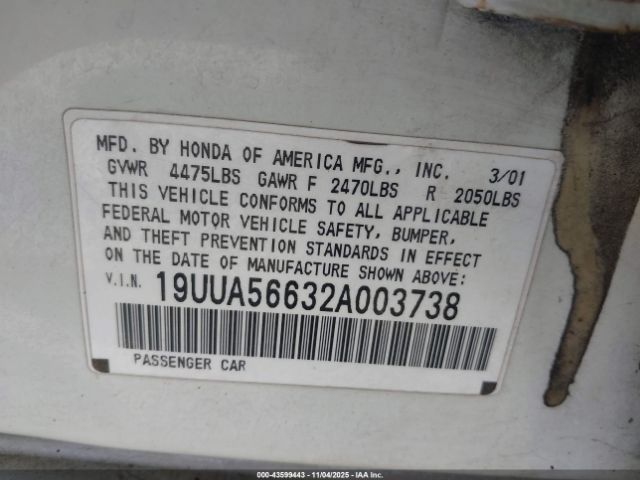 MFD. BY HONDA OF AMERICA MFG., INC. 3/01
GVWR 4475LBS GAWR F 2470LBS R 2050LBS
THIS VEHICLE CONFORMS TO ALL APPLICABLE
FEDERAL MOTOR VEHICLE SAFETY, BUMPER,
AND THEFT PREVENTION STANDARDS IN EFFECT
ON THE DATE OF MANUFACTURE SHOWN ABOVE:
V.I.N. 19UUA56632A003738
PASSENGER CAR
00-43599443 - 11/04/2025 - IAA Inc.